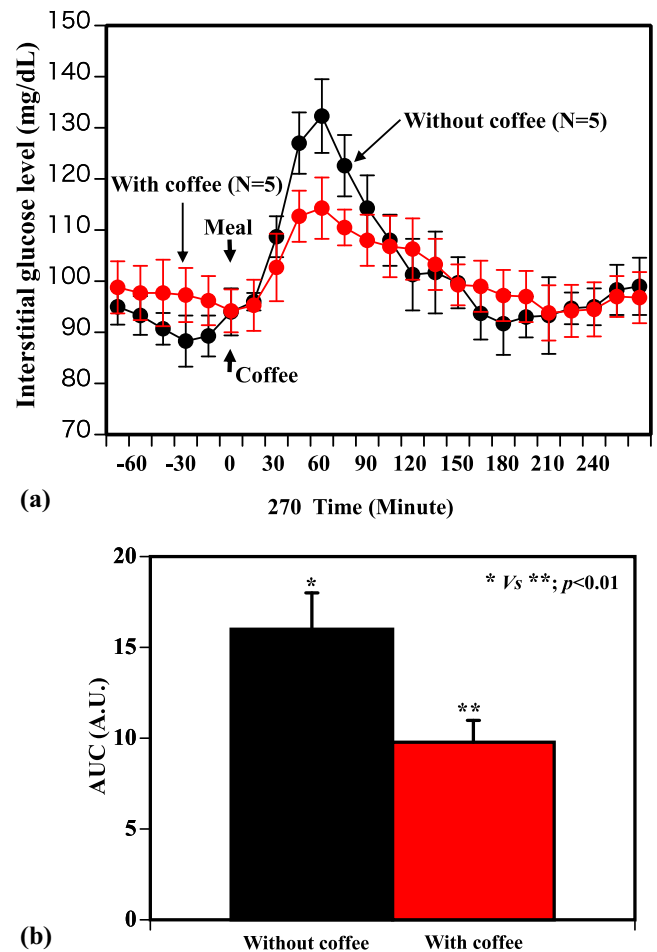 150
140
130
120
110
100
90
80
70
Interstitial glucose level (mg/dL)
Without coffee (N=5)
With coffee (N=5)
Meal
Coffee
-60 -30 0 30 60 90 120 150 180 210 240
270 Time (Minute)
(a)
20
15
10
5
0
AUC (A.U.)
* Vs **; p<0.01
*
**
Without coffee With coffee
(b)